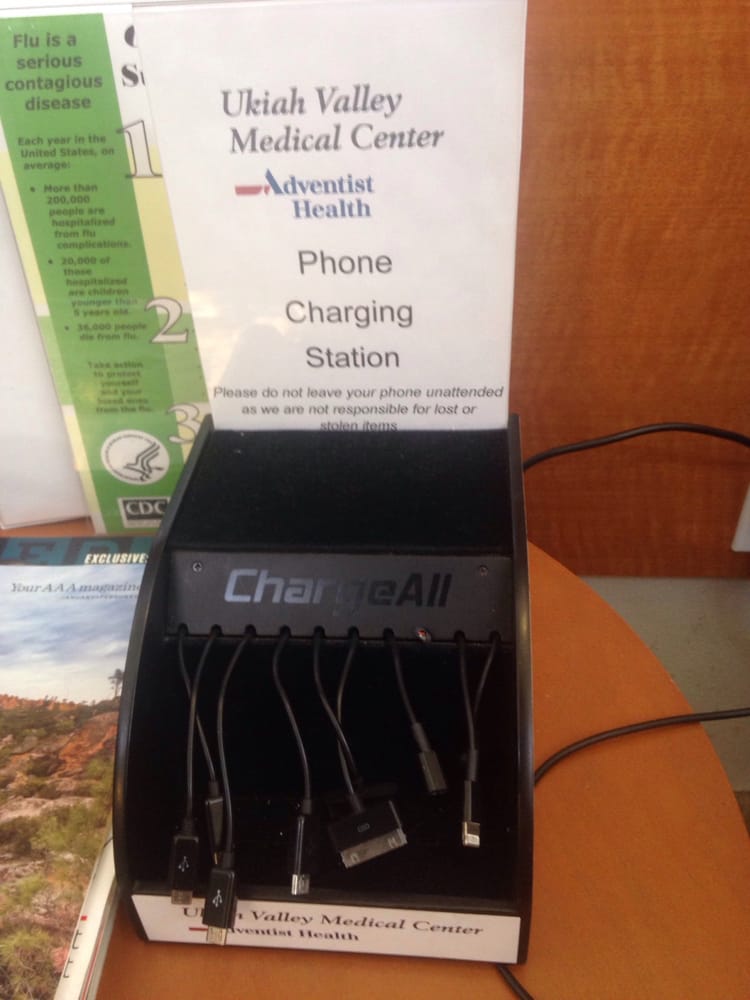 Flu is a
serious
contagious
disease
Each year in the
United States, on
average:
• More than
200,000
people are
hospitalized
from flu
complications.
• 20,000 of
those
hospitalized
are children
younger than
5 years old.
• 36,000 people
die from flu.
Take action
to protect
yourself
and your
loved ones
from the flu.
CDC
1
2
3
Ukiah Valley
Medical Center
Adventist
Health
Phone
Charging
Station
Please do not leave your phone unattended
as we are not responsible for lost or
stolen items
EXCLUSIVE
Your AAA magazine
ChargeAll
Ukiah Valley Medical Center
Adventist Health